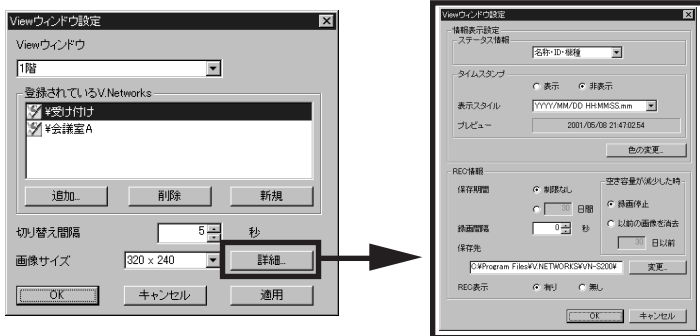 Viewウィンドウ設定
Viewウィンドウ
1階
登録されているV.Networks
¥受け付け
¥会議室A
追加...
削除
新規
切り替え間隔
5
秒
画像サイズ
320 x 240
詳細...
OK
キャンセル
適用
Viewウィンドウ設定
情報表示設定
ステータス情報
名称・ID・機種
タイムスタンプ
表示
非表示
表示スタイル
YYYY/MM/DD HH:MM:SS.mm
プレビュー
2001/05/08 21:47:02.54
色の変更...
REC情報
保存期間
制限なし
30 日間
空き容量が減少した時
録画停止
以前の画像を消去
30 日以前
録画間隔
0 秒
保存先
C:¥Program Files¥V.NETWORKS¥VN-S200¥
変更...
REC表示
有り
無し
OK
キャンセル